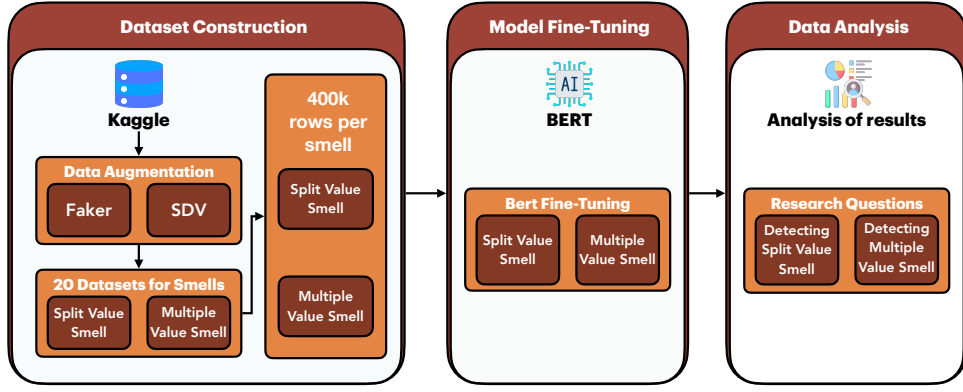 Dataset Construction
Kaggle
Data Augmentation
Faker
SDV
20 Datasets for Smells
Split Value
Smell
Multiple
Value Smell
400k
rows per
smell
Split Value
Smell
Multiple
Value Smell
Model Fine-Tuning
AI
BERT
Bert Fine-Tuning
Split Value
Smell
Multiple
Value Smell
Data Analysis
Analysis of results
Research Questions
Detecting
Split Value
Smell
Detecting
Multiple
Value Smell